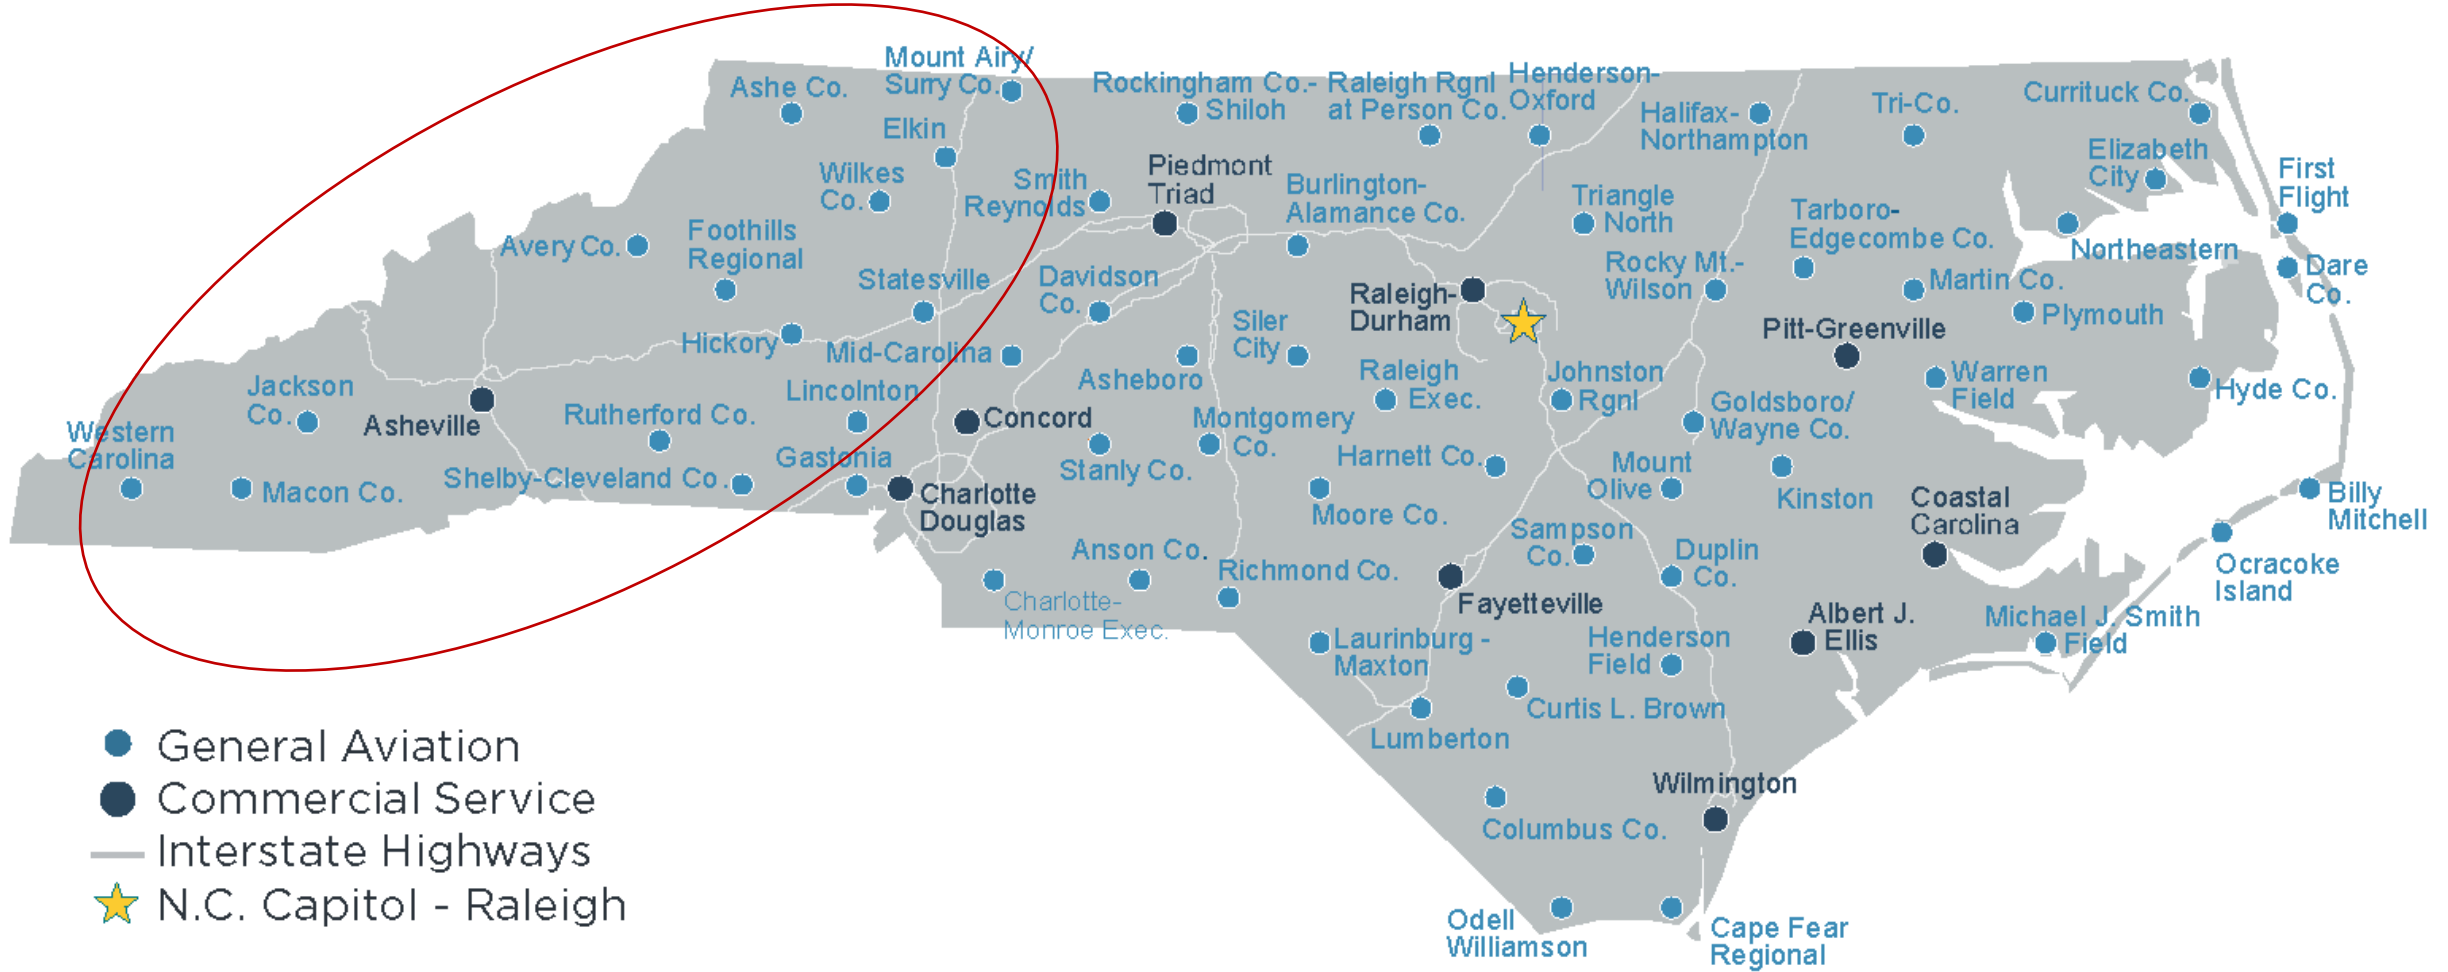 Mount Airy/
Surry Co.
Ashe Co.
Elkin
Wilkes
Co.
Rockingham Co.-
Shiloh
Raleigh Rgnl
at Person Co.
Henderson-
Oxford
Halifax-
Northampton
Tri-Co.
Currituck Co.
Elizabeth
City
First
Flight
Smith
Reynolds
Piedmont
Triad
Burlington-
Alamance Co.
Triangle
North
Tarboro-
Edgecombe Co.
Northeastern
Dare
Co.
Avery Co.
Foothills
Regional
Statesville
Davidson
Co.
Raleigh-
Durham
Rocky Mt.-
Wilson
Martin Co.
Plymouth
Pitt-Greenville
Hickory
Mid-Carolina
Siler
City
Asheboro
Raleigh
Exec.
Johnston
Rgnl
Warren
Field
Hyde Co.
Jackson
Co.
Asheville
Rutherford Co.
Lincolnton
Concord
Montgomery
Co.
Goldsboro/
Wayne Co.
Western
Carolina
Macon Co.
Shelby-Cleveland Co.
Gastonia
Charlotte
Douglas
Stanly Co.
Harnett Co.
Mount
Olive
Kinston
Moore Co.
Coastal
Carolina
Billy
Mitchell
Ocracoke
Island
Sampson
Co.
Duplin
Co.
Anson Co.
Richmond Co.
Charlotte-
Monroe Exec.
Fayetteville
Albert J.
Ellis
Michael J. Smith
Field
Laurinburg -
Maxton
Henderson
Field
Curtis L. Brown
Lumberton
Wilmington
Columbus Co.
Odell
Williamson
Cape Fear
Regional
General Aviation
Commercial Service
Interstate Highways
N.C. Capitol - Raleigh